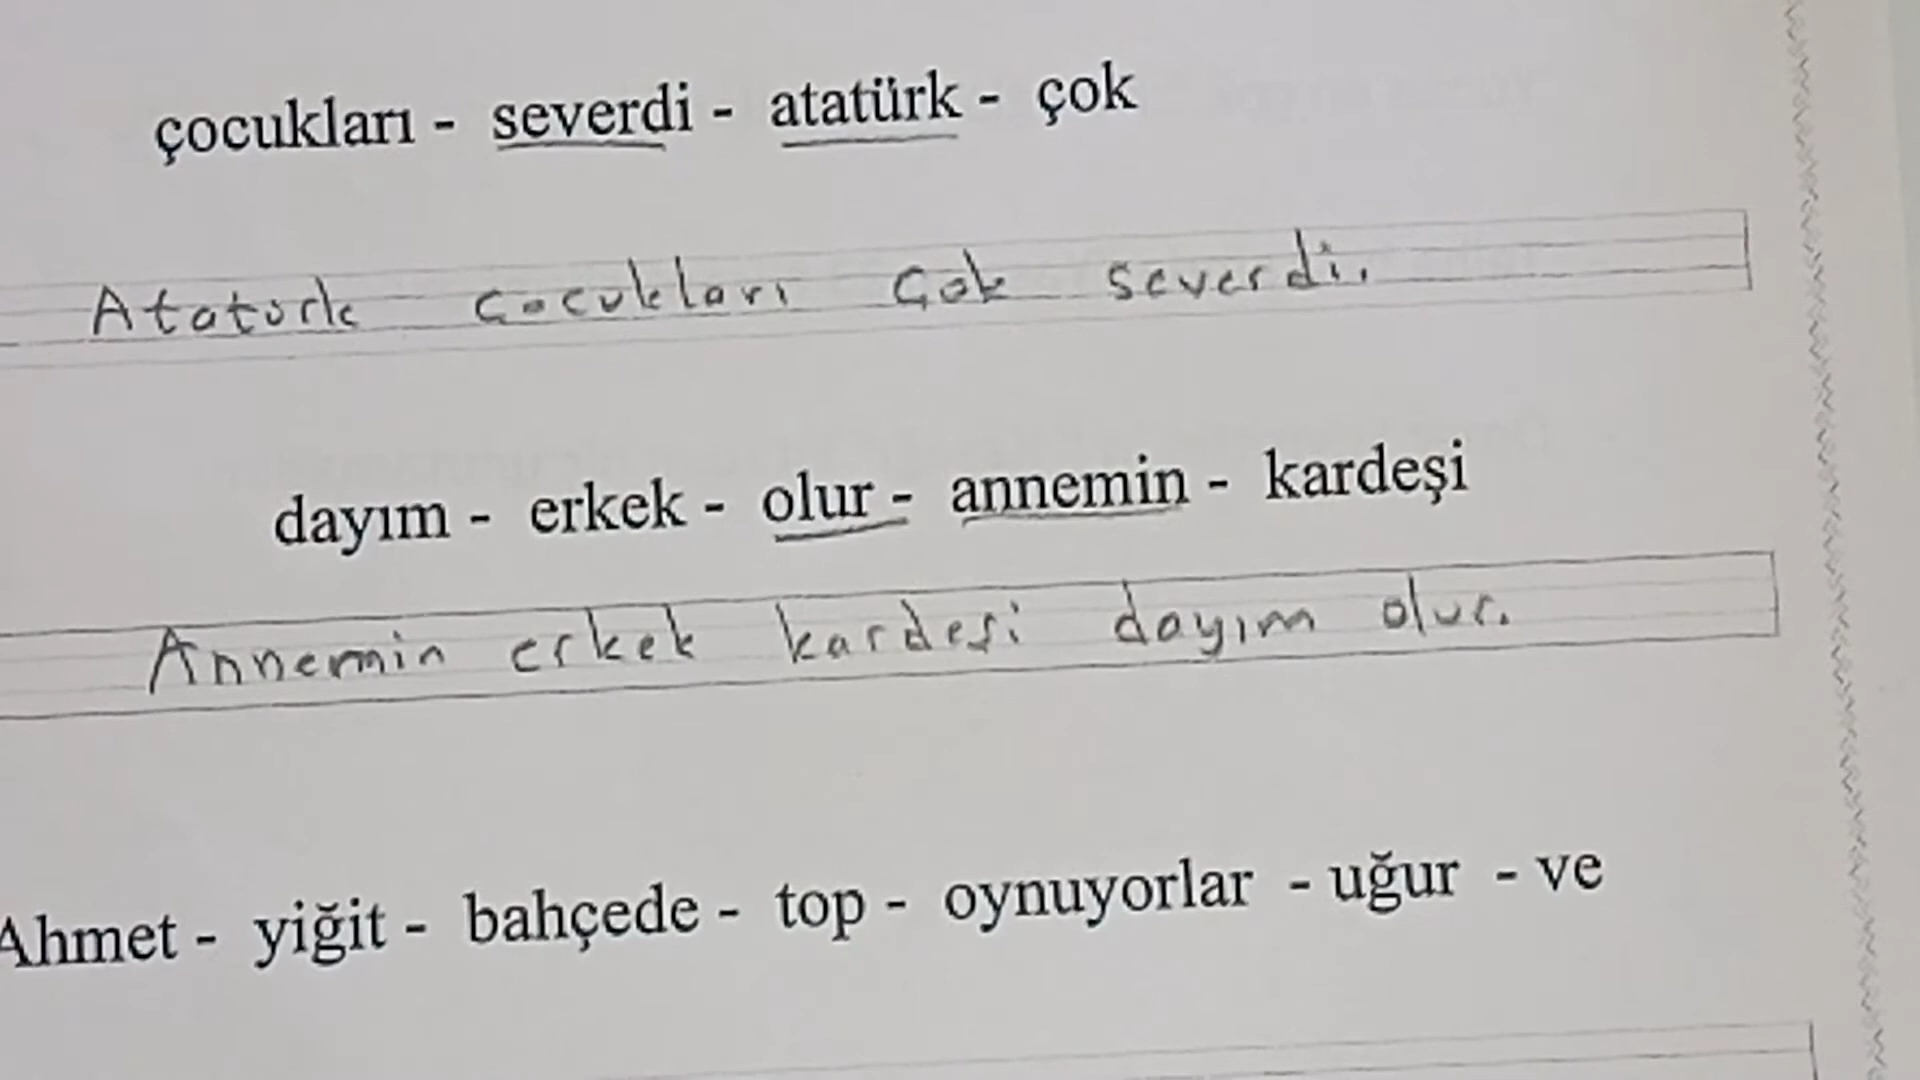 çocukları - severdi - atatürk - çok
Atatürk çocukları çok severdi.
dayım - erkek - olur - annemin - kardeşi
Annemin erkek kardeşi dayım olur.
Ahmet - yiğit - bahçede - top - oynuyorlar - uğur - ve